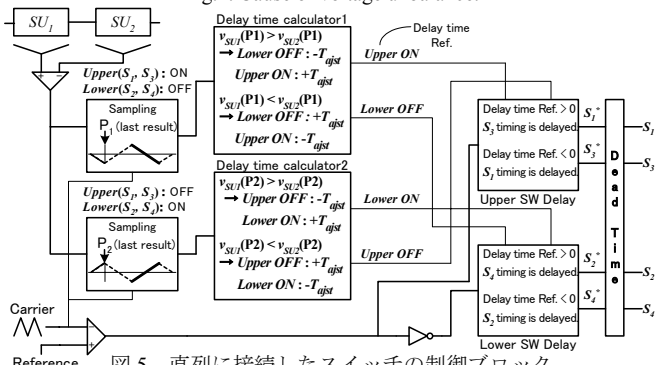 SU1 SU2
Upper(S1, S3): ON
Lower(S2, S4): OFF
Sampling
P1 (last result)
Upper(S1, S3): OFF
Lower(S2, S4): ON
Sampling
P2 (last result)
Carrier
Reference
Delay time calculator1
vSU1(P1) > vSU2(P1)
→ Lower OFF : -Tajst
Upper ON : +Tajst
vSU1(P1) < vSU2(P1)
→ Lower OFF : +Tajst
Upper ON : -Tajst
Delay time calculator2
vSU1(P2) > vSU2(P2)
→ Upper OFF : -Tajst
Lower ON : +Tajst
vSU1(P2) < vSU2(P2)
→ Upper OFF : +Tajst
Lower ON : -Tajst
Delay time
Ref.
Upper ON
Lower OFF
Lower ON
Upper OFF
Delay time Ref. > 0
S3 timing is delayed.
Delay time Ref. < 0
S1 timing is delayed.
Upper SW Delay
Delay time Ref. > 0
S4 timing is delayed.
Delay time Ref. < 0
S2 timing is delayed.
Lower SW Delay
S1*
S3*
S2*
S4*
Dead Time
S1
S3
S2
S4
図 5 直列に接続したスイッチの制御ブロック